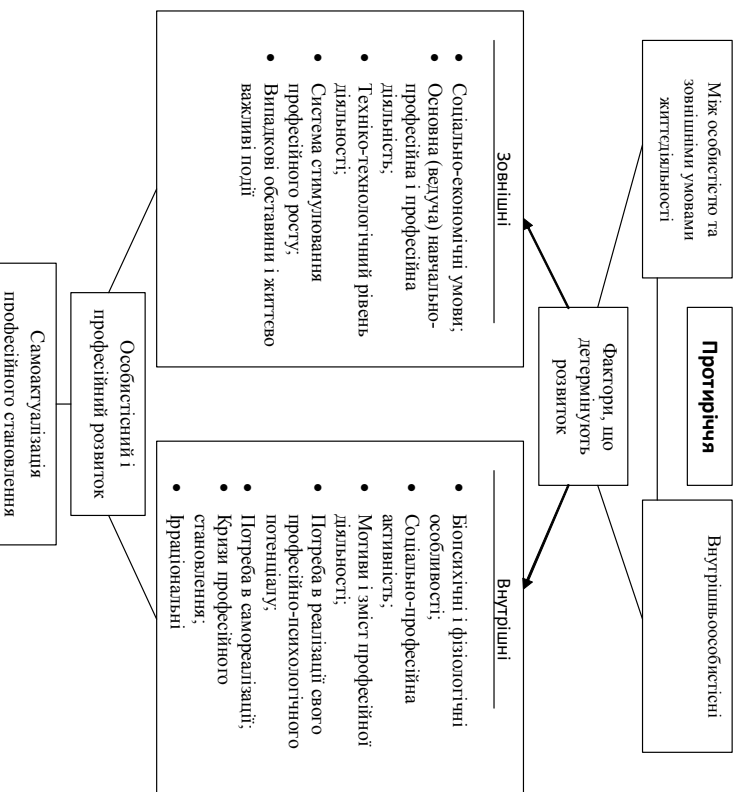 Протиріччя
Між особистістю та
зовнішніми умовами
життєдіяльності
Внутрішньоособистісні
Фактори, що
детермінують
розвиток
Зовнішні
• Соціально-економічні умови;
• Основна (ведуча) навчально-
професійна і професійна
діяльність;
• Техніко-технологічний рівень
діяльності;
• Система стимулювання
професійного росту;
• Випадкові обставини і життєво
важливі події
Внутрішні
• Біопсихічні і фізіологічні
особливості;
• Соціально-професійна
активність;
• Мотиви і зміст професійної
діяльності;
• Потреба в реалізації свого
професійно-психологічного
потенціалу;
• Потреба в самореалізації;
• Кризи професійного
становлення;
• Ірраціональні
Особистісний і
професійний розвиток
Самоактуалізація
професійного становлення